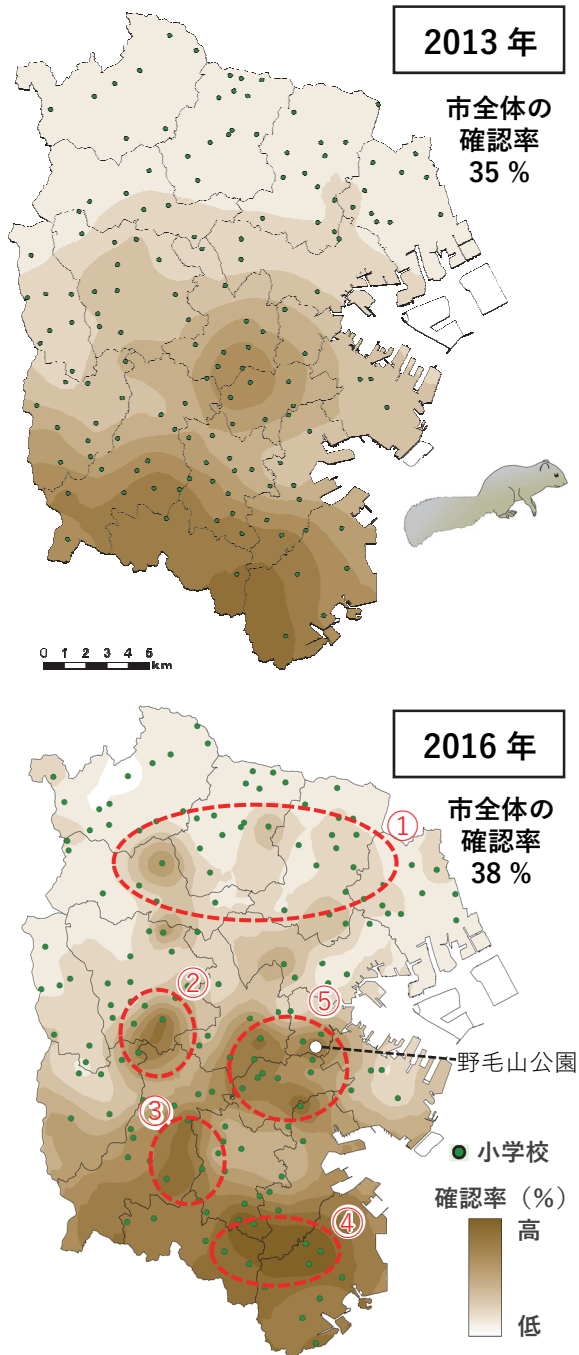 2013 年
市全体の
確認率
35 %
0 1 2 3 4 5
km
2016 年
市全体の
確認率
38 %
①
②
⑤
野毛山公園
③
小学校
④
確認率（%）
高
低